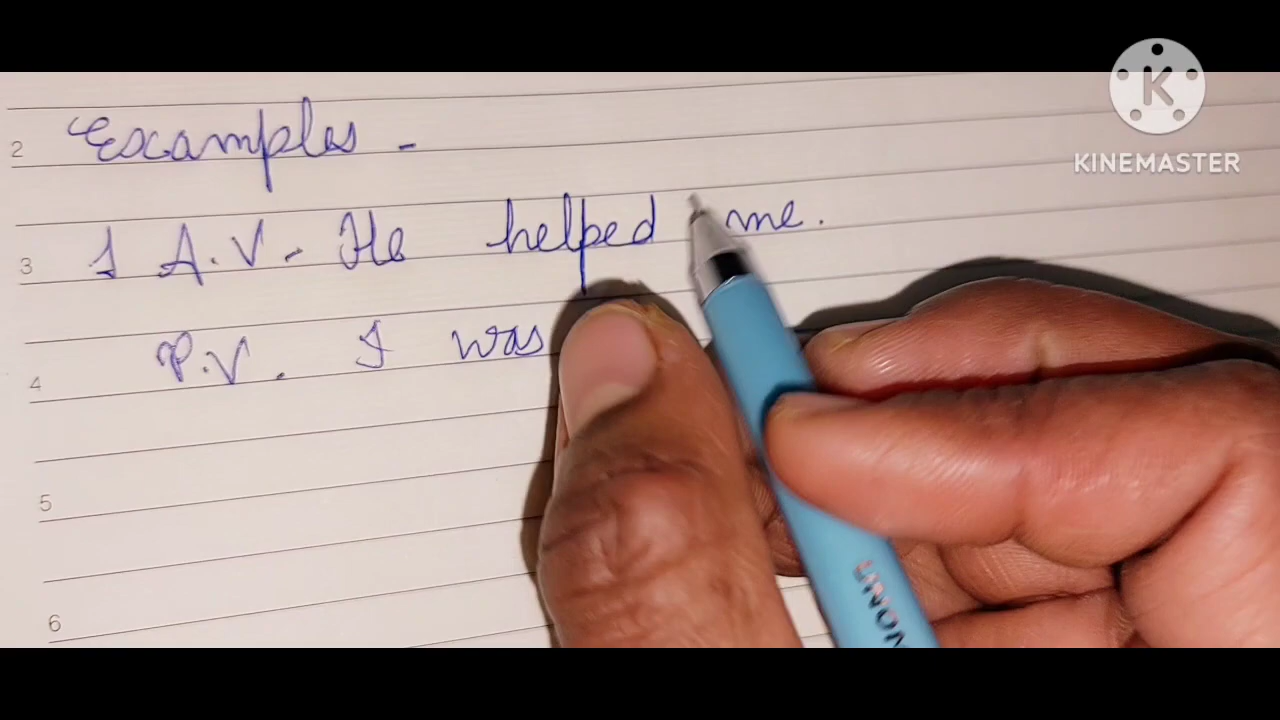 KINEMASTER
2 Examples -
3 1 A.V. He helped me.
4 P.V. I was
5
6